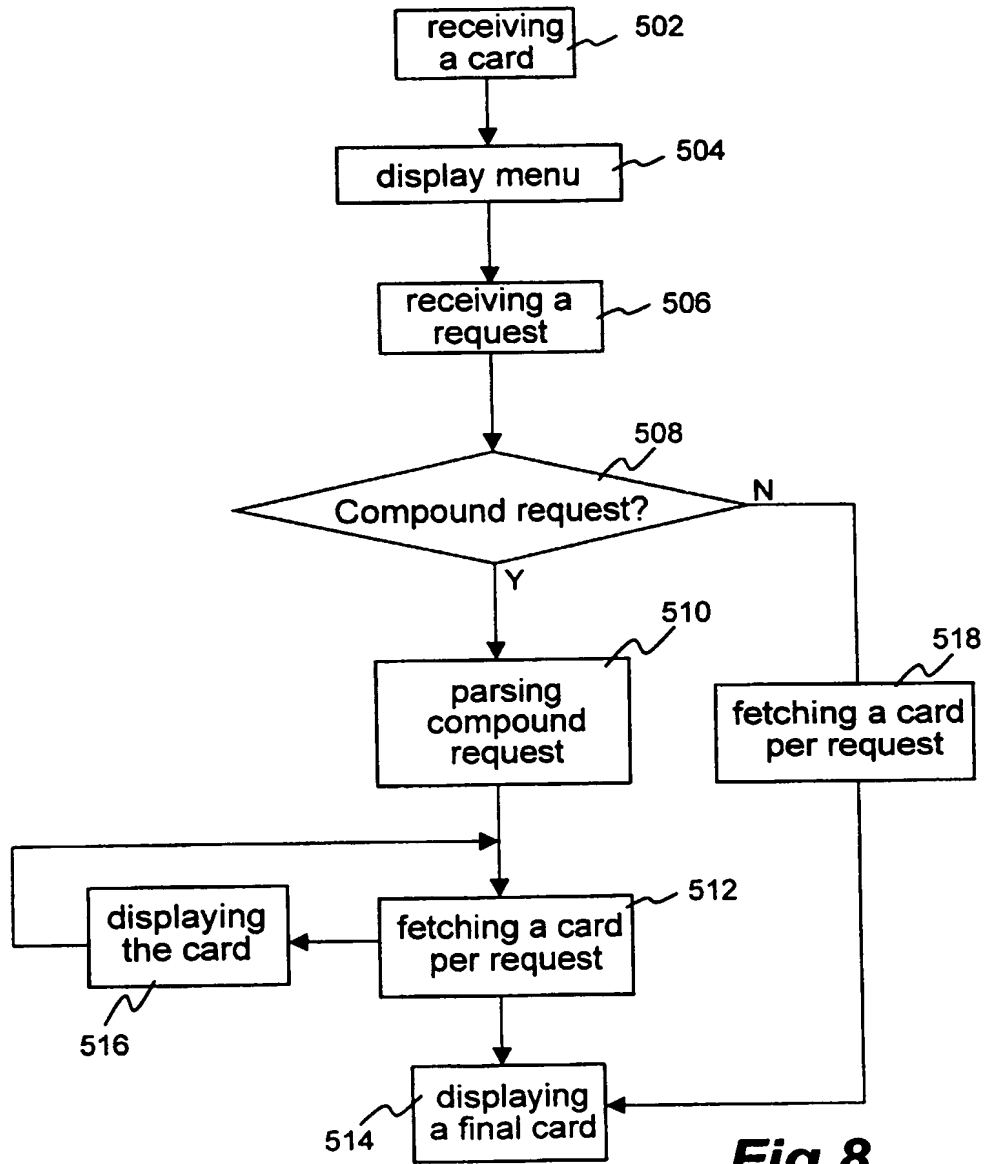 receiving
a card
502
display menu
504
receiving a
request
506
508
Compound request?
N
Y
510
parsing
compound
request
518
fetching a card
per request
512
fetching a card
per request
displaying
the card
516
514
displaying
a final card
Fig 8